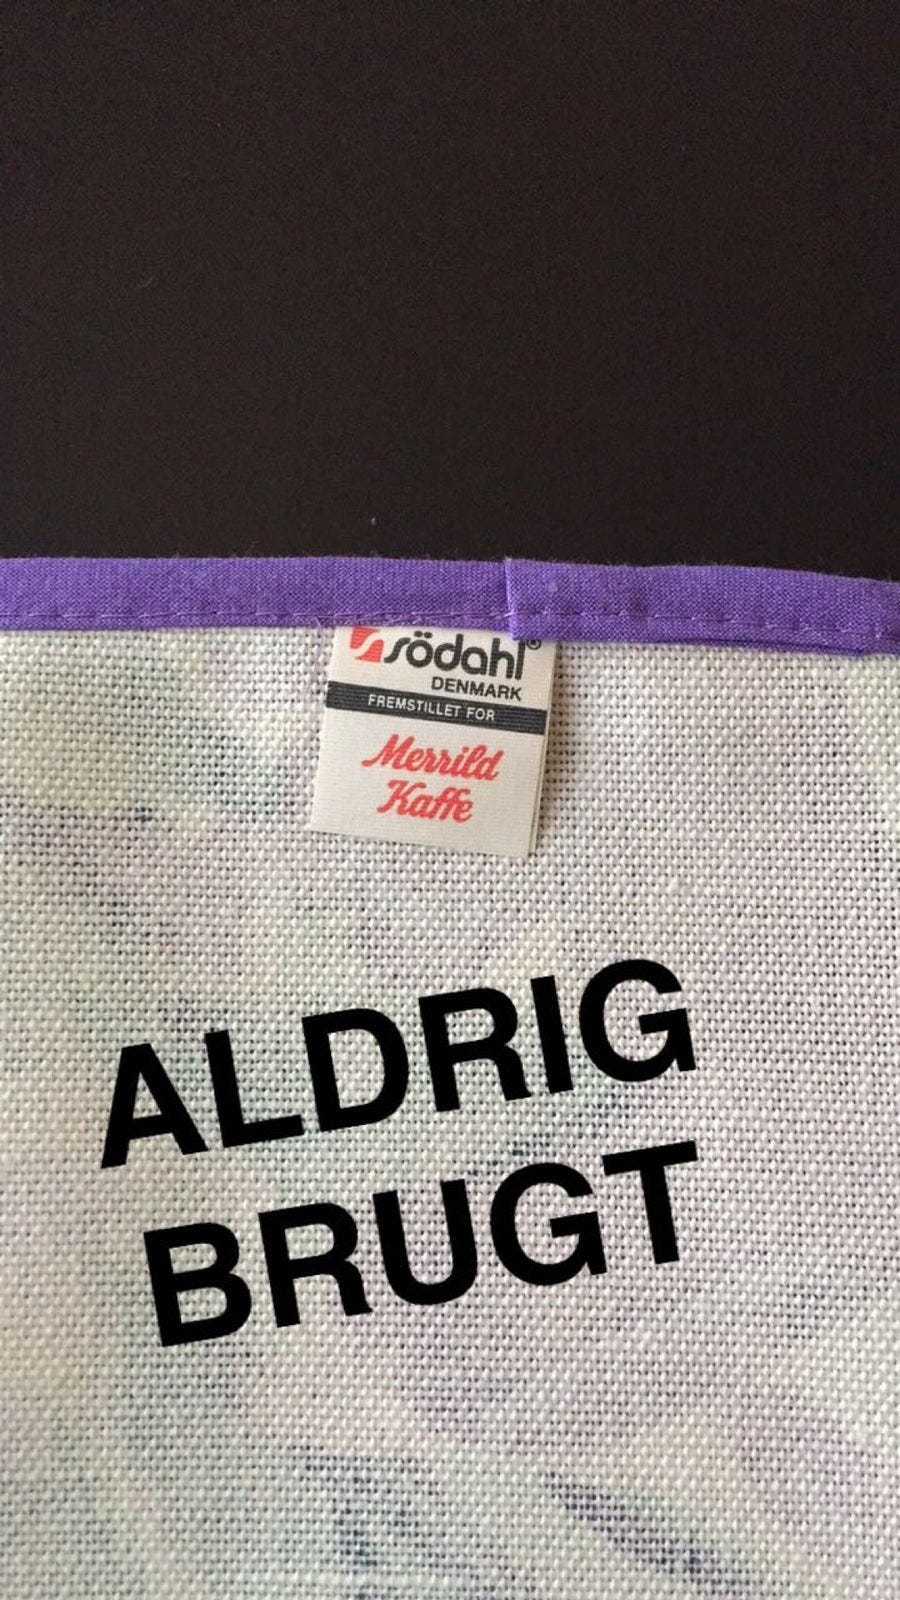 södahl®
DENMARK
FREMSTILLET FOR
Merrild
Kaffe
ALDRIG
BRUGT